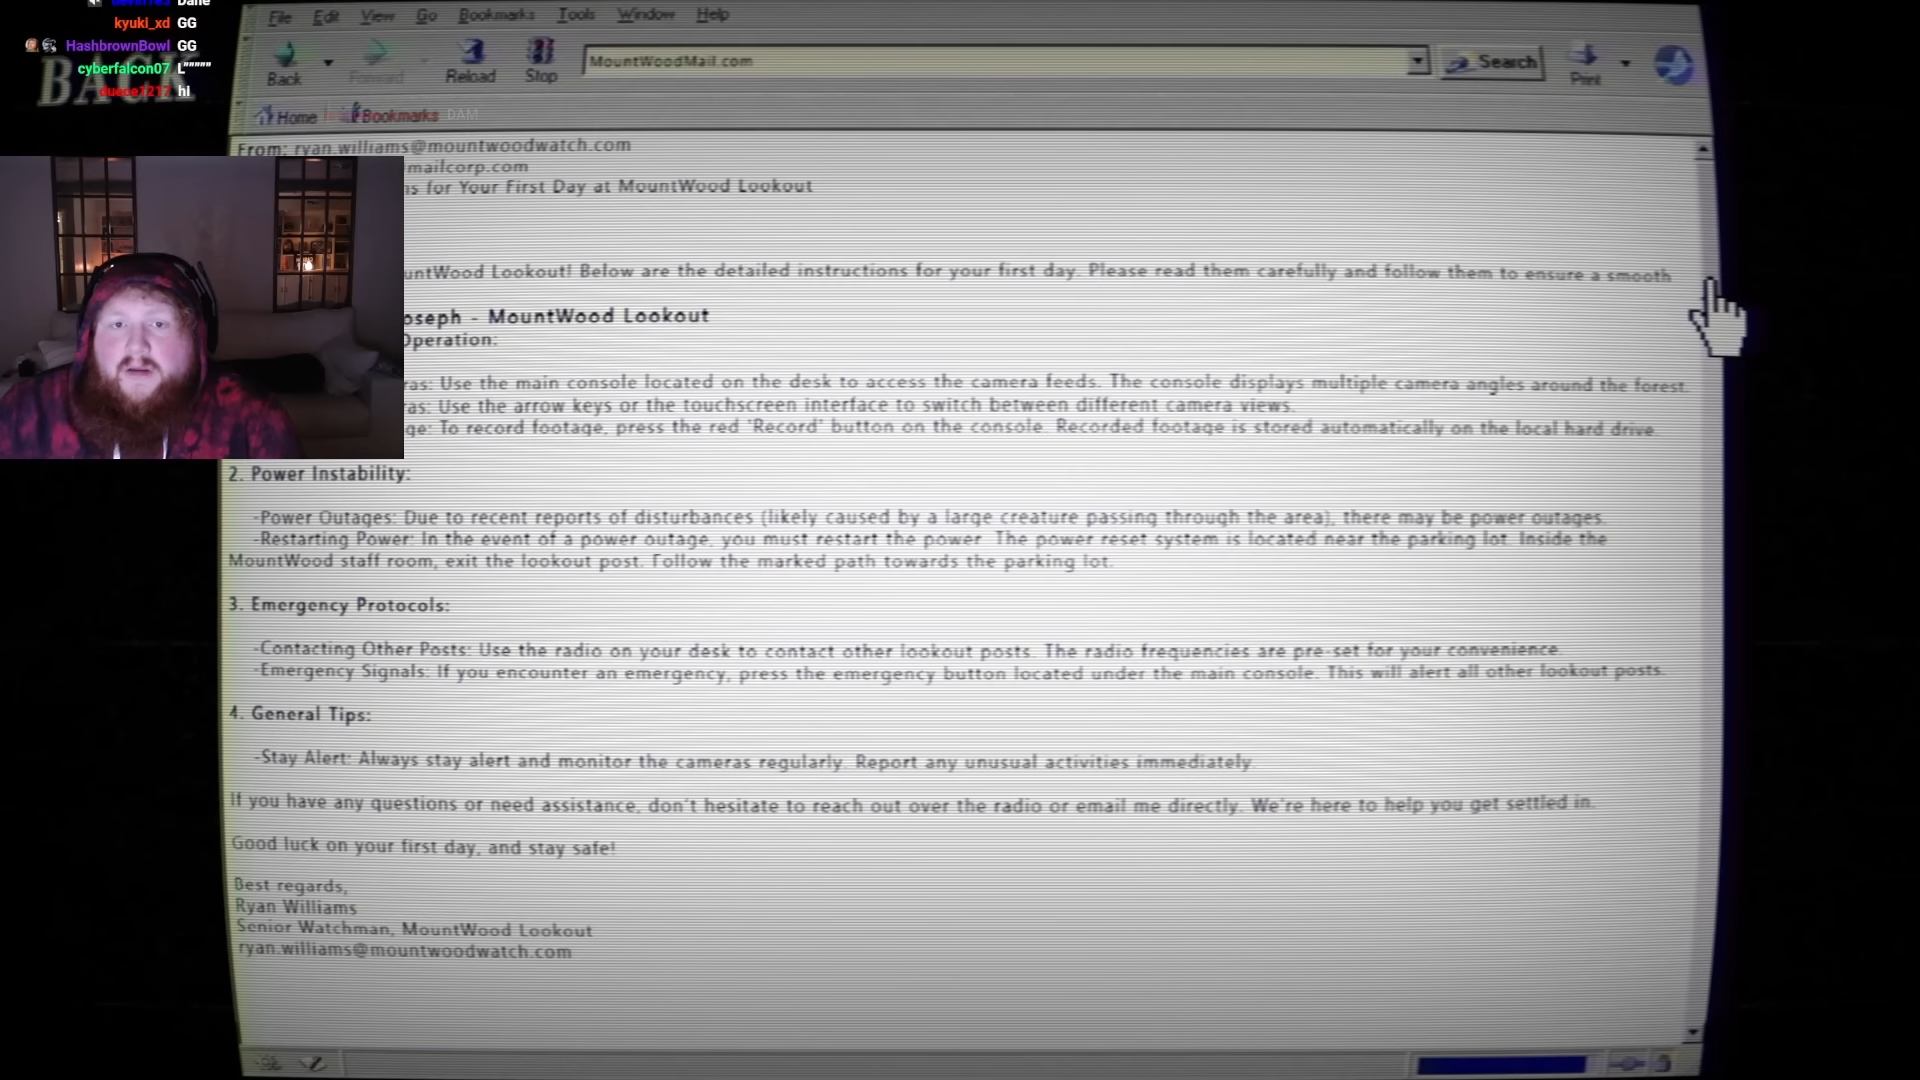 Dane
kyuki_xd GG
HashbrownBowl GG
cyberfalcon07 L"""""
duece7217 hI
BACK
File Edit View Go Bookmarks Tools Window Help
Back Forward Reload Stop MountWoodMail.com Search Print
Home Bookmarks DAM
From: ryan.williams@mountwoodwatch.com
mailcorp.com
ns for Your First Day at MountWood Lookout
untWood Lookout! Below are the detailed instructions for your first day. Please read them carefully and follow them to ensure a smooth
oseph - MountWood Lookout
Operation:
ras: Use the main console located on the desk to access the camera feeds. The console displays multiple camera angles around the forest.
ras: Use the arrow keys or the touchscreen interface to switch between different camera views.
ge: To record footage, press the red 'Record' button on the console. Recorded footage is stored automatically on the local hard drive.
2. Power Instability:
-Power Outages: Due to recent reports of disturbances (likely caused by a large creature passing through the area), there may be power outages.
-Restarting Power: In the event of a power outage, you must restart the power. The power reset system is located near the parking lot. Inside the
MountWood staff room, exit the lookout post. Follow the marked path towards the parking lot.
3. Emergency Protocols:
-Contacting Other Posts: Use the radio on your desk to contact other lookout posts. The radio frequencies are pre-set for your convenience.
-Emergency Signals: If you encounter an emergency, press the emergency button located under the main console. This will alert all other lookout posts.
4. General Tips:
-Stay Alert: Always stay alert and monitor the cameras regularly. Report any unusual activities immediately.
If you have any questions or need assistance, don't hesitate to reach out over the radio or email me directly. We're here to help you get settled in.
Good luck on your first day, and stay safe!
Best regards,
Ryan Williams
Senior Watchman, MountWood Lookout
ryan.williams@mountwoodwatch.com